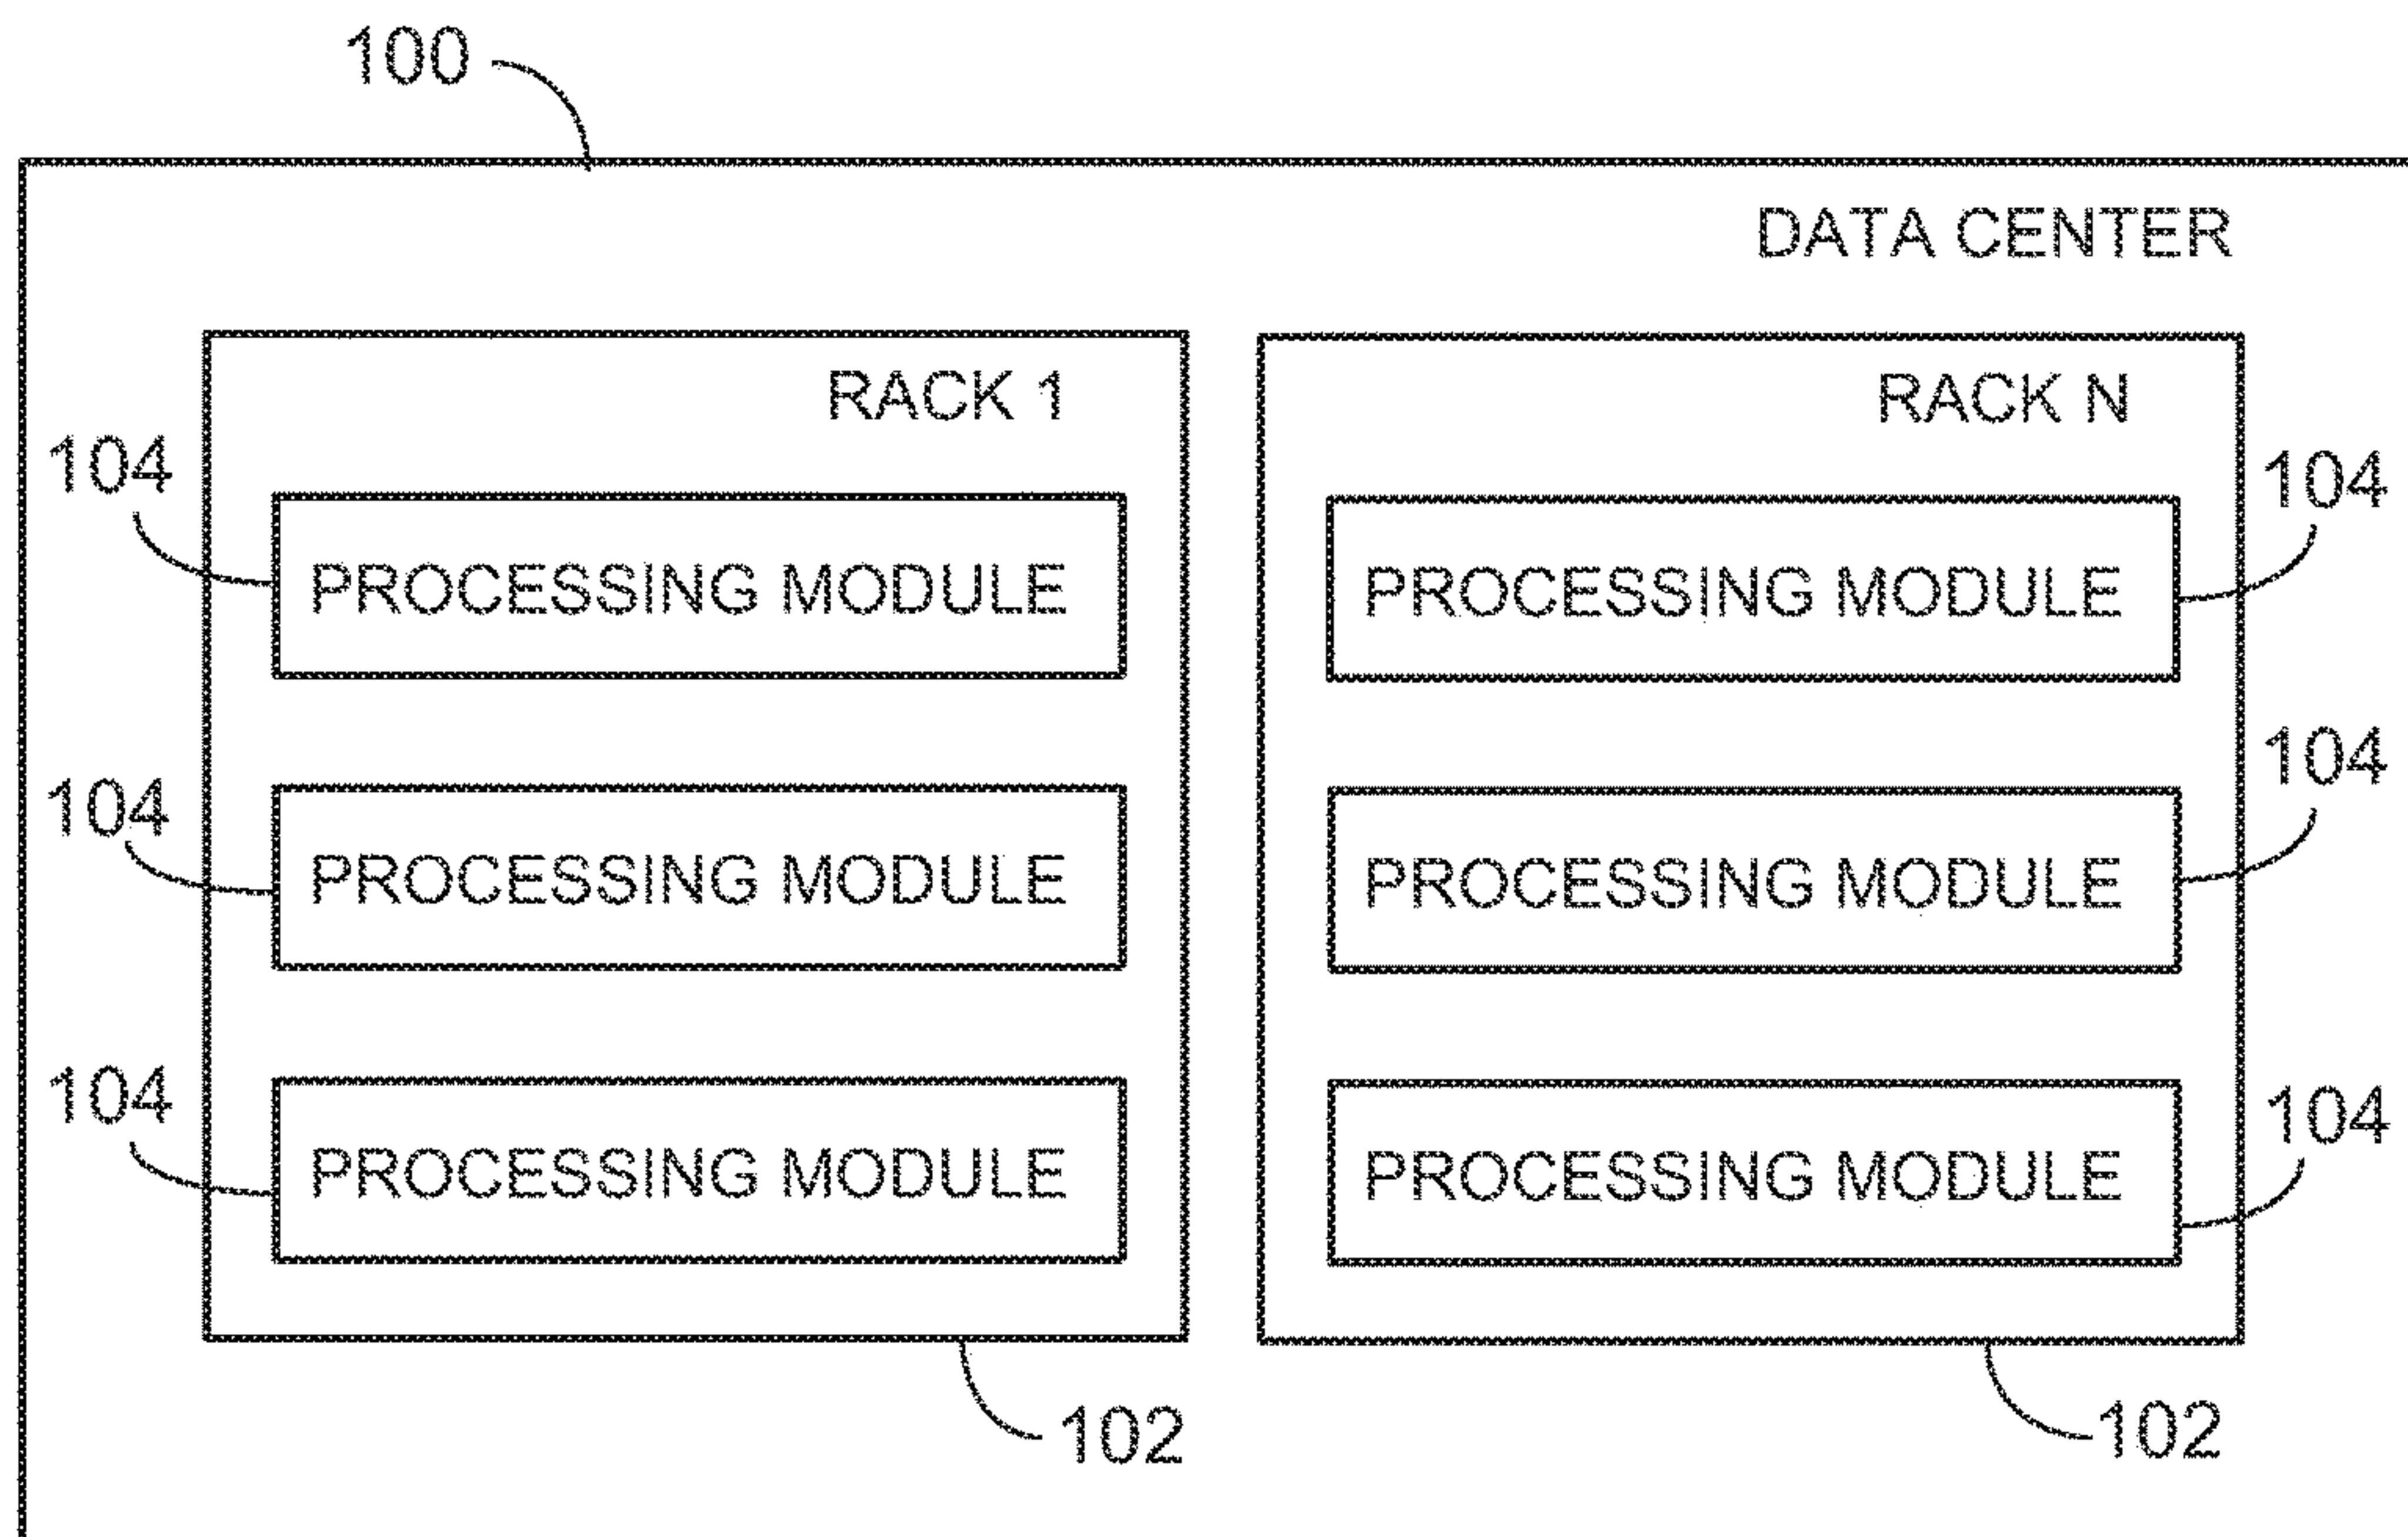 100
DATA CENTER
RACK 1
RACK N
104
104
PROCESSING MODULE
PROCESSING MODULE
104
104
PROCESSING MODULE
PROCESSING MODULE
104
104
PROCESSING MODULE
PROCESSING MODULE
102
102